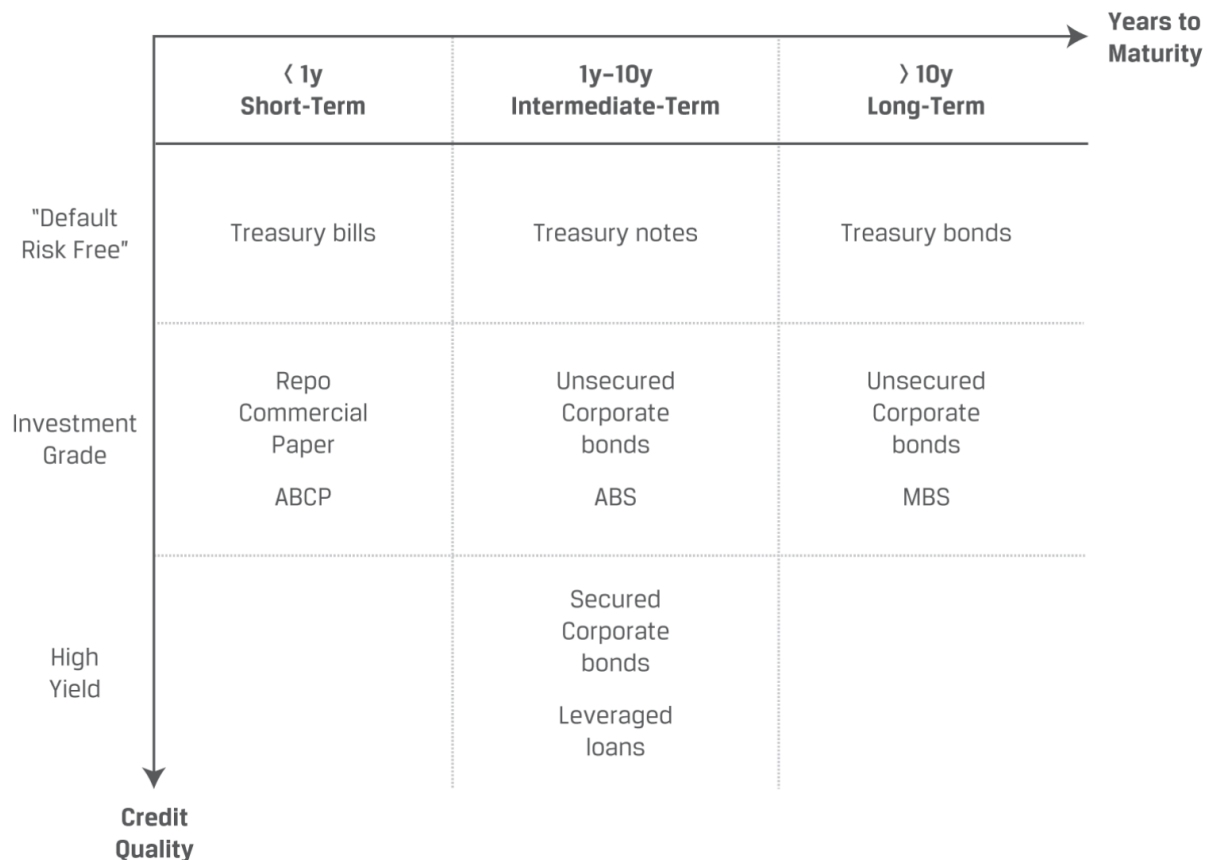 Years to
Maturity
〈 1y
Short-Term
1y–10y
Intermediate-Term
〉 10y
Long-Term
"Default
Risk Free"
Treasury bills
Treasury notes
Treasury bonds
Investment
Grade
Repo
Commercial
Paper
ABCP
Unsecured
Corporate
bonds
ABS
Unsecured
Corporate
bonds
MBS
High
Yield
Secured
Corporate
bonds
Leveraged
loans
Credit
Quality